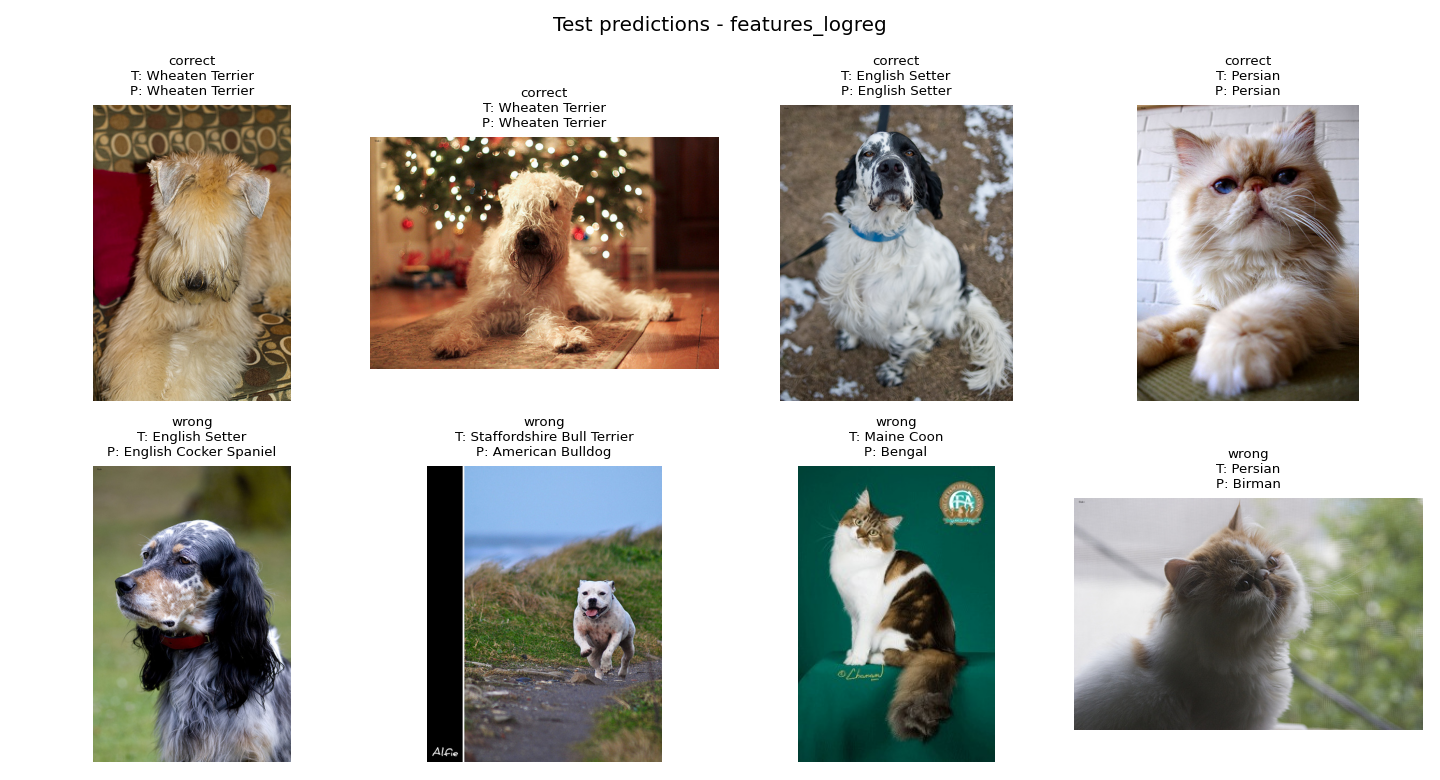 Test predictions - features_logreg
correct
T: Wheaten Terrier
P: Wheaten Terrier
correct
T: Wheaten Terrier
P: Wheaten Terrier
correct
T: English Setter
P: English Setter
correct
T: Persian
P: Persian
wrong
T: English Setter
P: English Cocker Spaniel
wrong
T: Staffordshire Bull Terrier
P: American Bulldog
wrong
T: Maine Coon
P: Bengal
wrong
T: Persian
P: Birman
Alfie
CFA